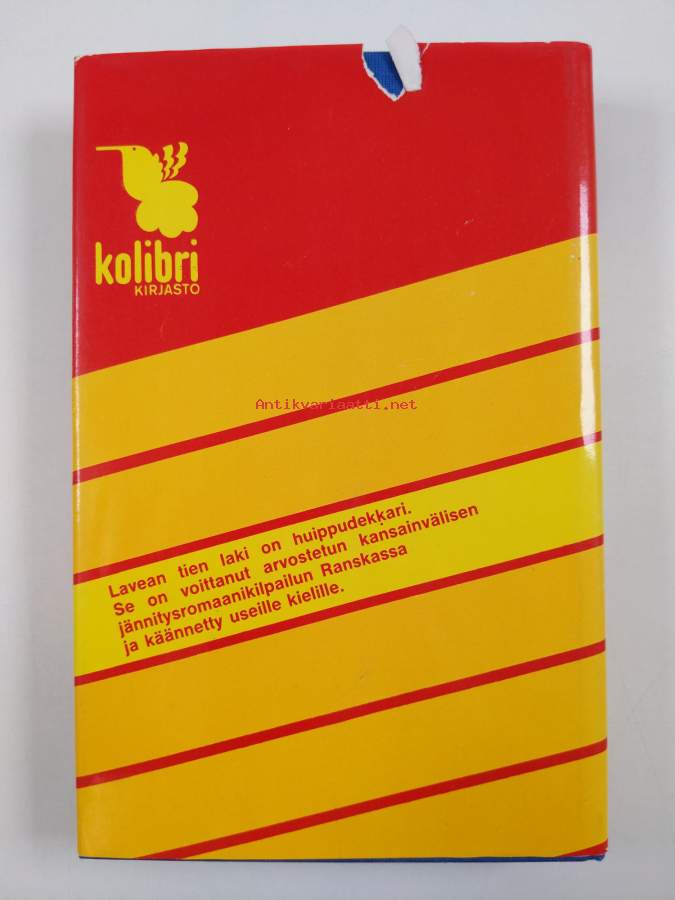 kolibri
KIRJASTO
Antikvariaatti.net
Lavean tien laki on huippudekkari.
Se on voittanut arvostetun kansainvälisen
jännitysromaanikilpailun Ranskassa
ja käännetty useille kielille.